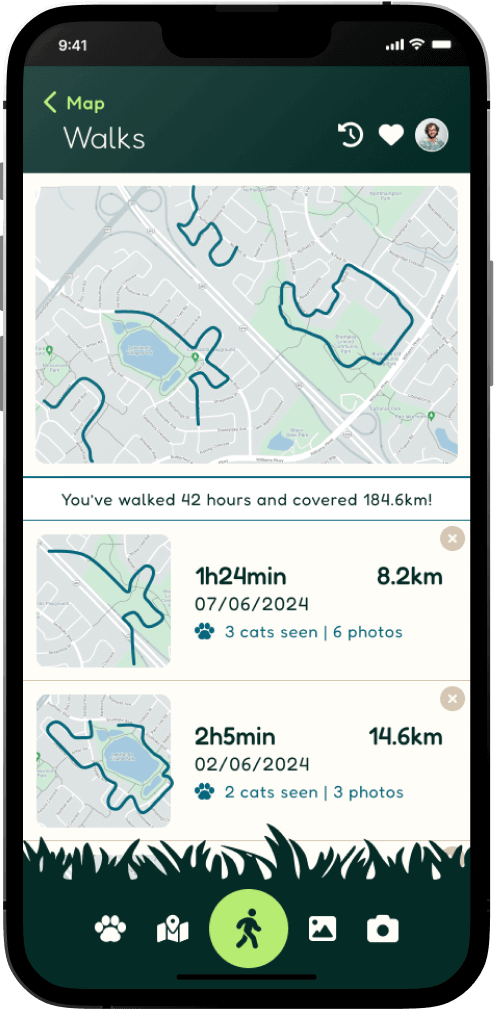 9:41
Map
Walks
You've walked 42 hours and covered 184.6km!
1h24min 8.2km
07/06/2024
3 cats seen | 6 photos
2h5min 14.6km
02/06/2024
2 cats seen | 3 photos